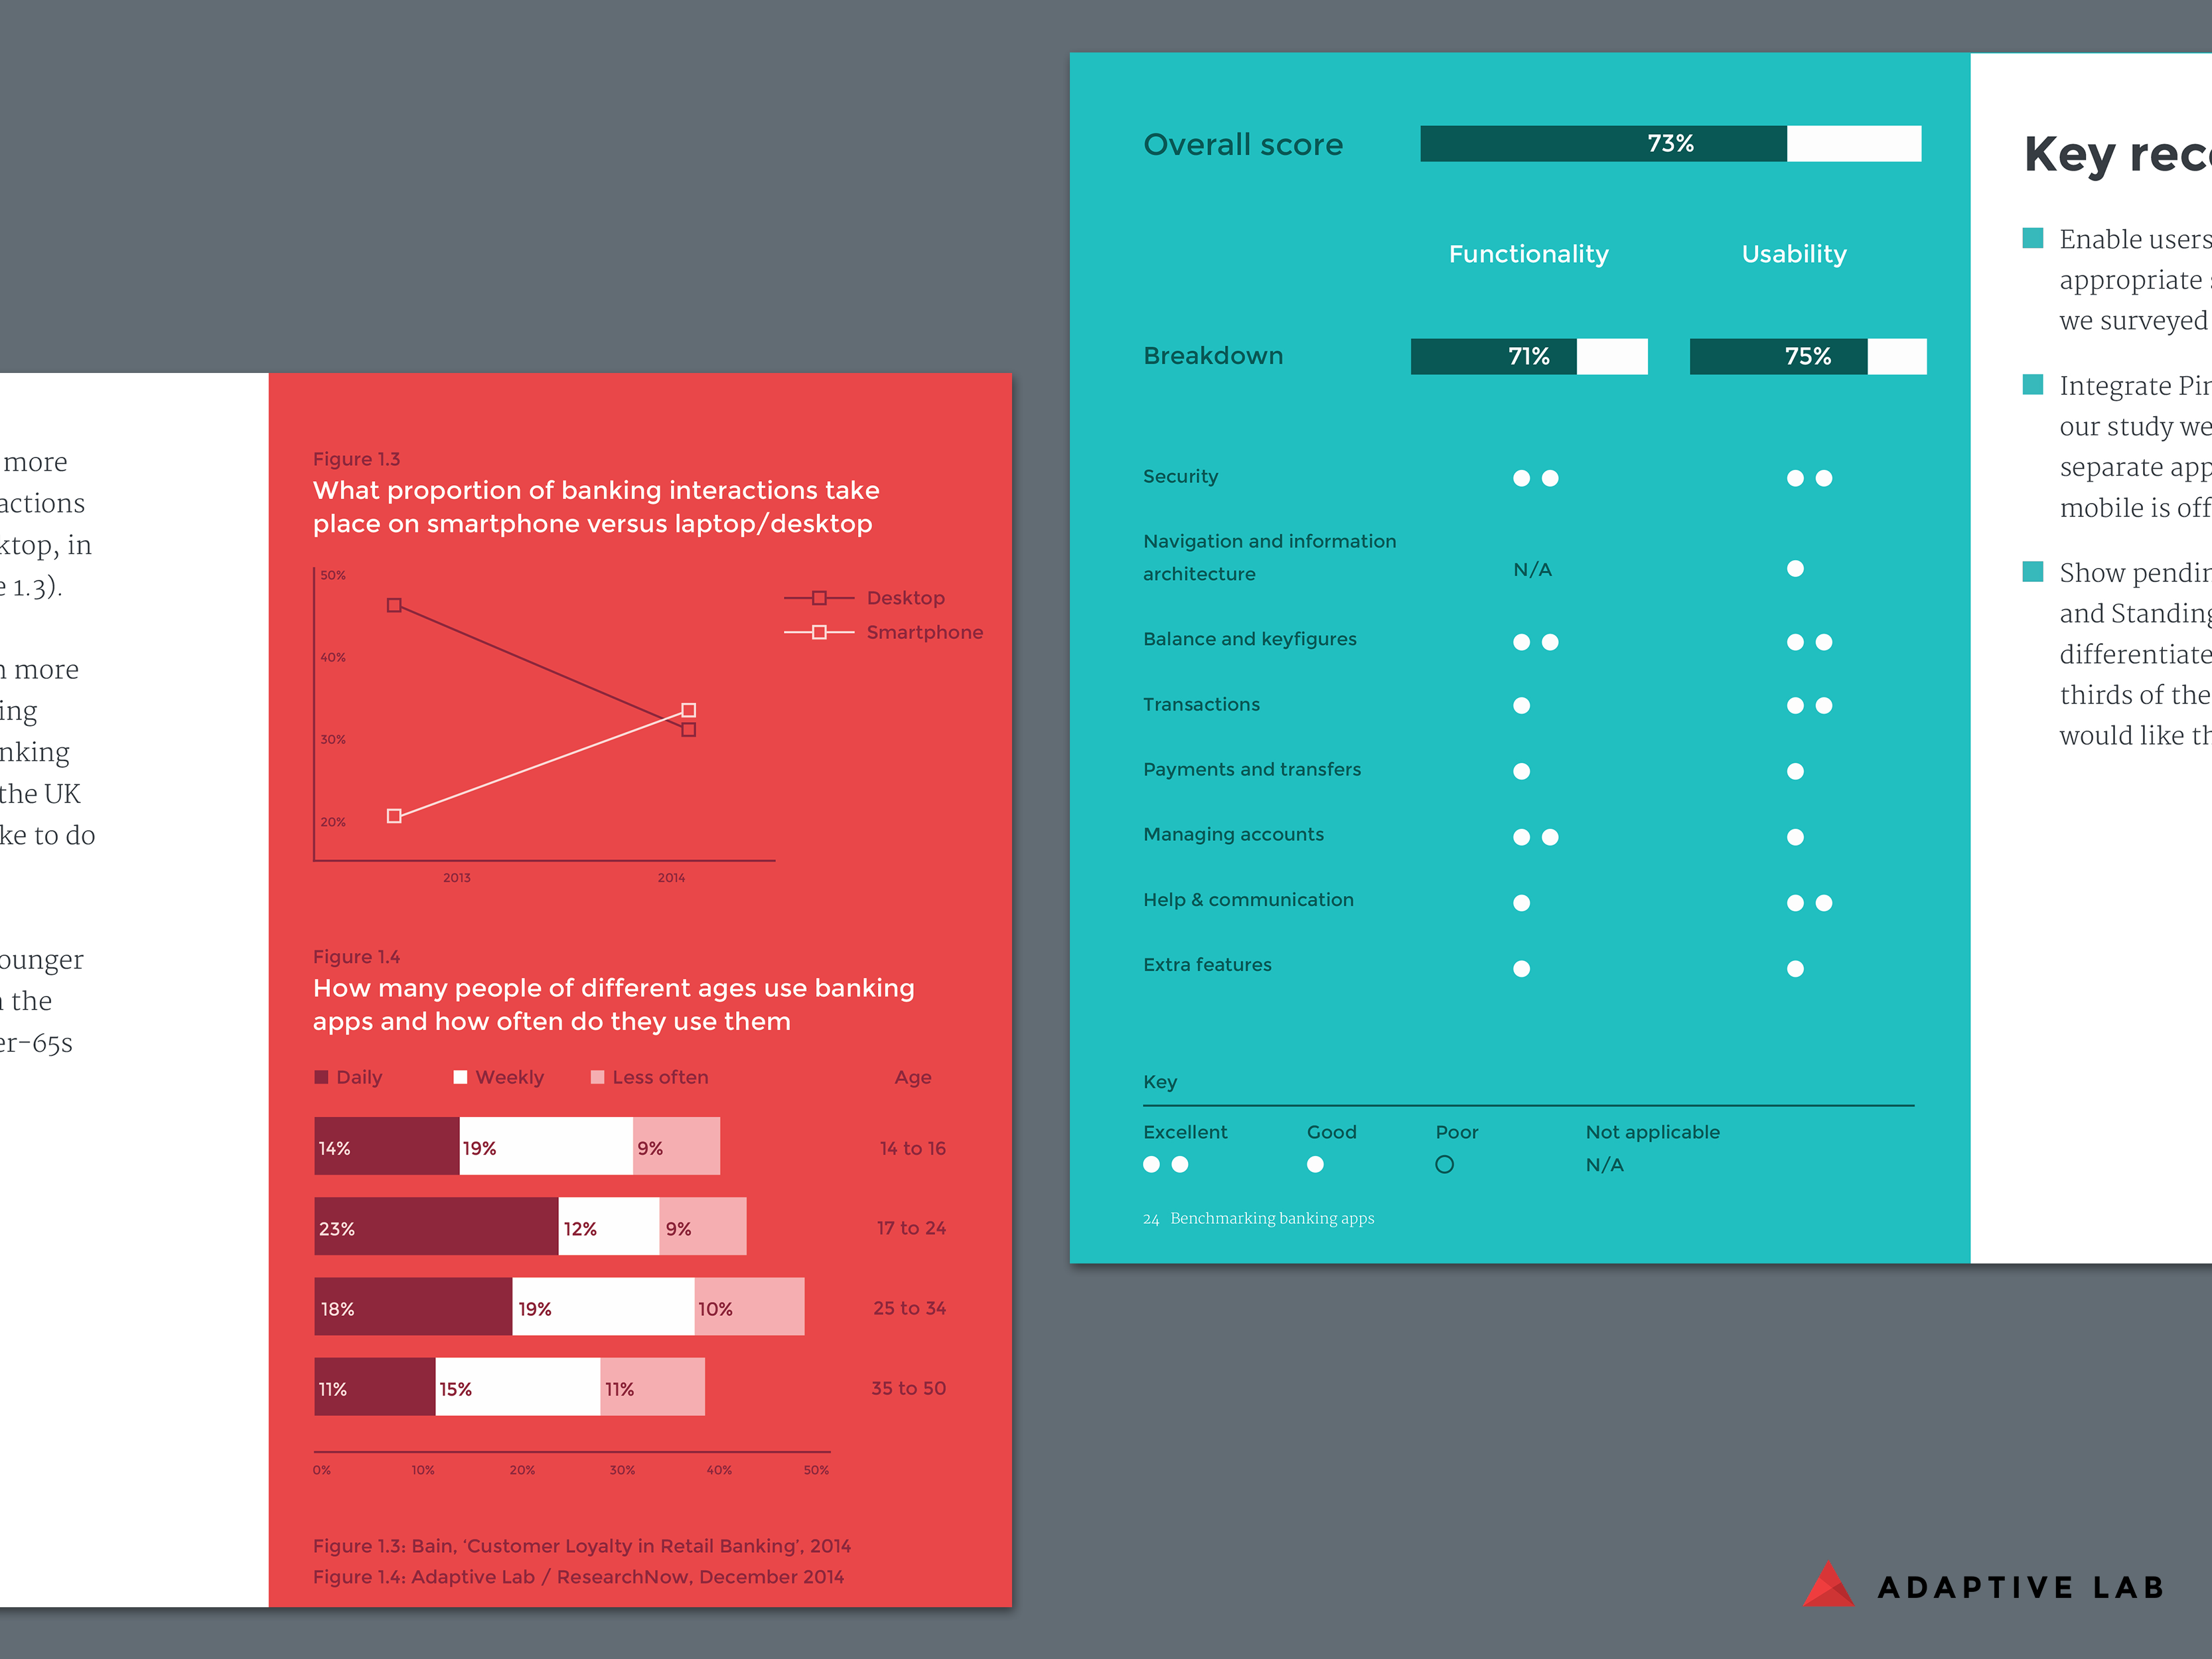 more
actions
ktop, in
e 1.3).
more
ing
nking
the UK
ke to do
ounger
the
er-65s
Figure 1.3
What proportion of banking interactions take
place on smartphone versus laptop/desktop
50%
40%
30%
20%
Desktop
Smartphone
2013 2014
Figure 1.4
How many people of different ages use banking
apps and how often do they use them
Daily Weekly Less often Age
14% 19% 9% 14 to 16
23% 12% 9% 17 to 24
18% 19% 10% 25 to 34
11% 15% 11% 35 to 50
0% 10% 20% 30% 40% 50%
Figure 1.3: Bain, ‘Customer Loyalty in Retail Banking’, 2014
Figure 1.4: Adaptive Lab / ResearchNow, December 2014
Overall score 73%
Functionality Usability
Breakdown 71% 75%
Security
Navigation and information
architecture N/A
Balance and keyfigures
Transactions
Payments and transfers
Managing accounts
Help & communication
Extra features
Key
Excellent Good Poor Not applicable
N/A
24 Benchmarking banking apps
Key rec
Enable users
appropriate
we surveyed
Integrate Pin
our study we
separate app
mobile is off
Show pendin
and Standing
differentiate
thirds of the
would like th
ADAPTIVE LAB